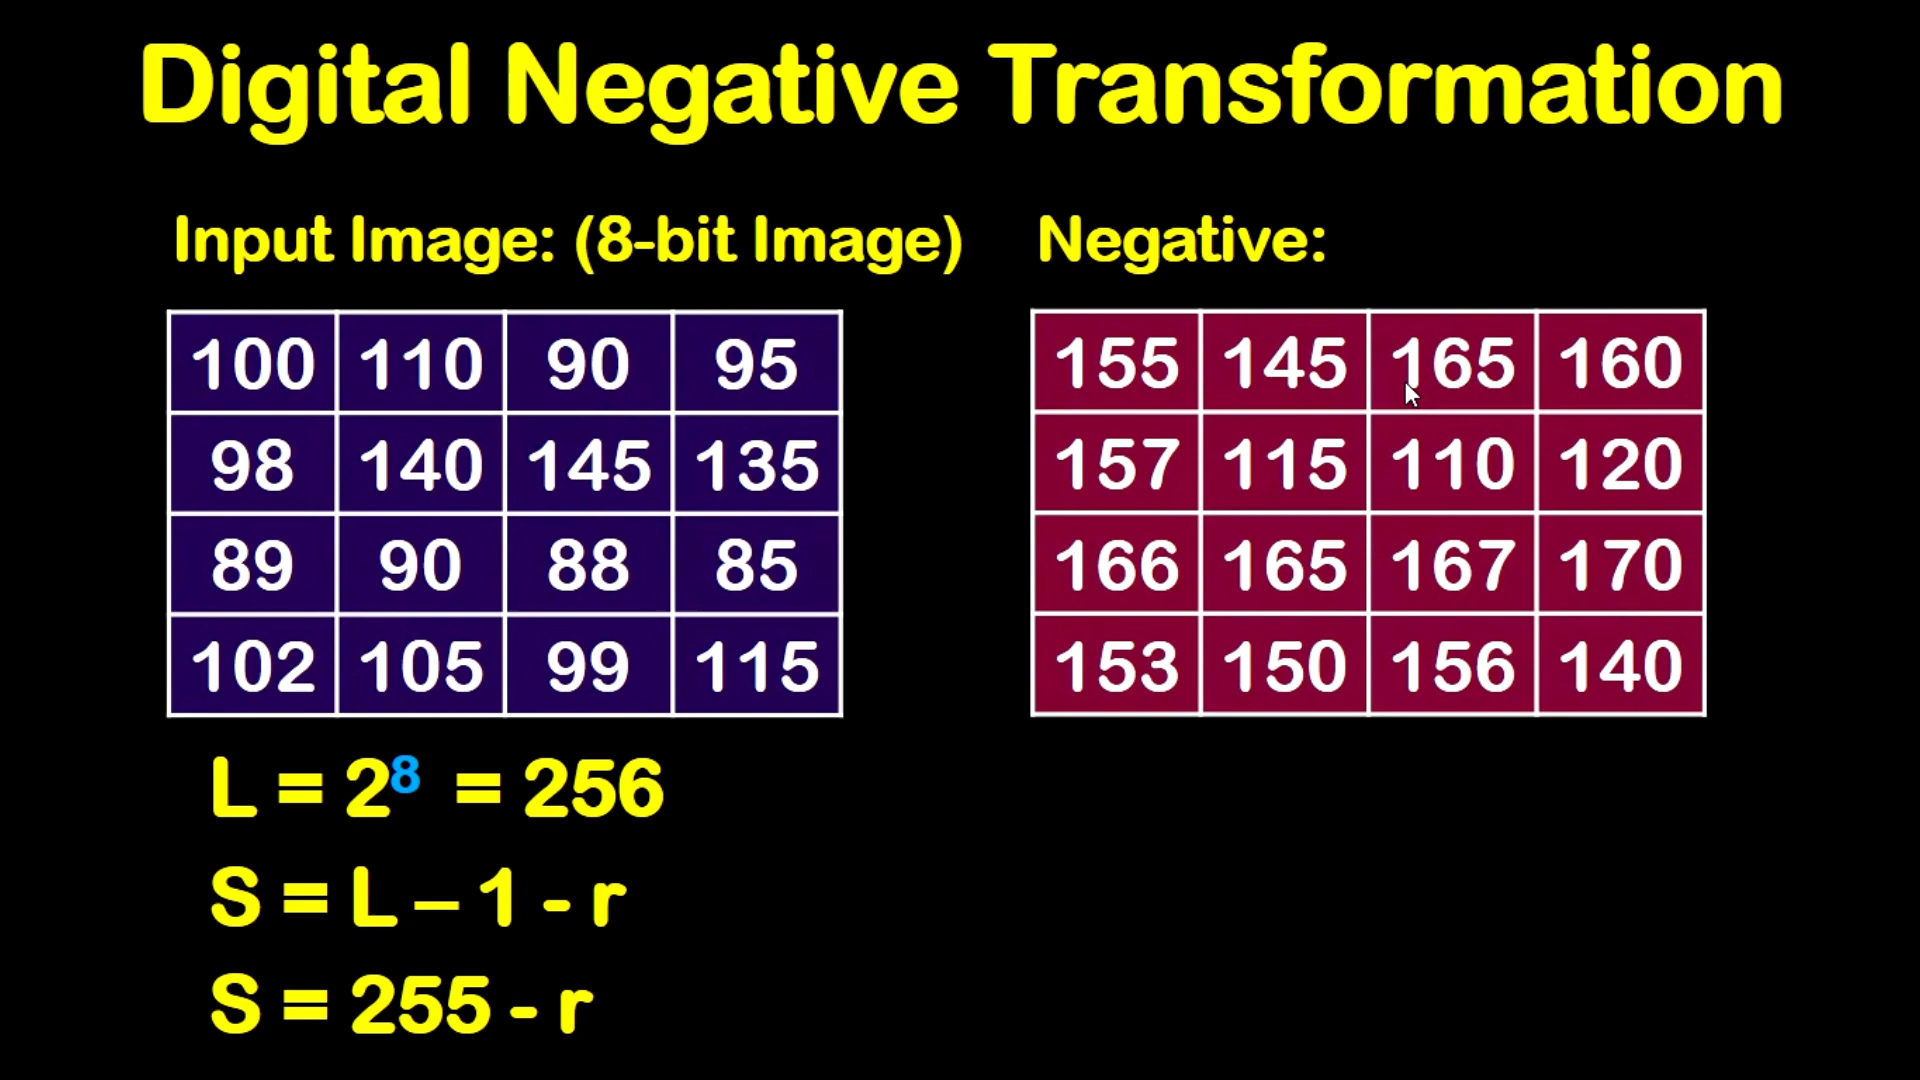 Digital Negative Transformation
Input Image: (8-bit Image)
100 110 90 95
98 140 145 135
89 90 88 85
102 105 99 115
Negative:
155 145 165 160
157 115 110 120
166 165 167 170
153 150 156 140
L = 2⁸ = 256
S = L – 1 - r
S = 255 - r